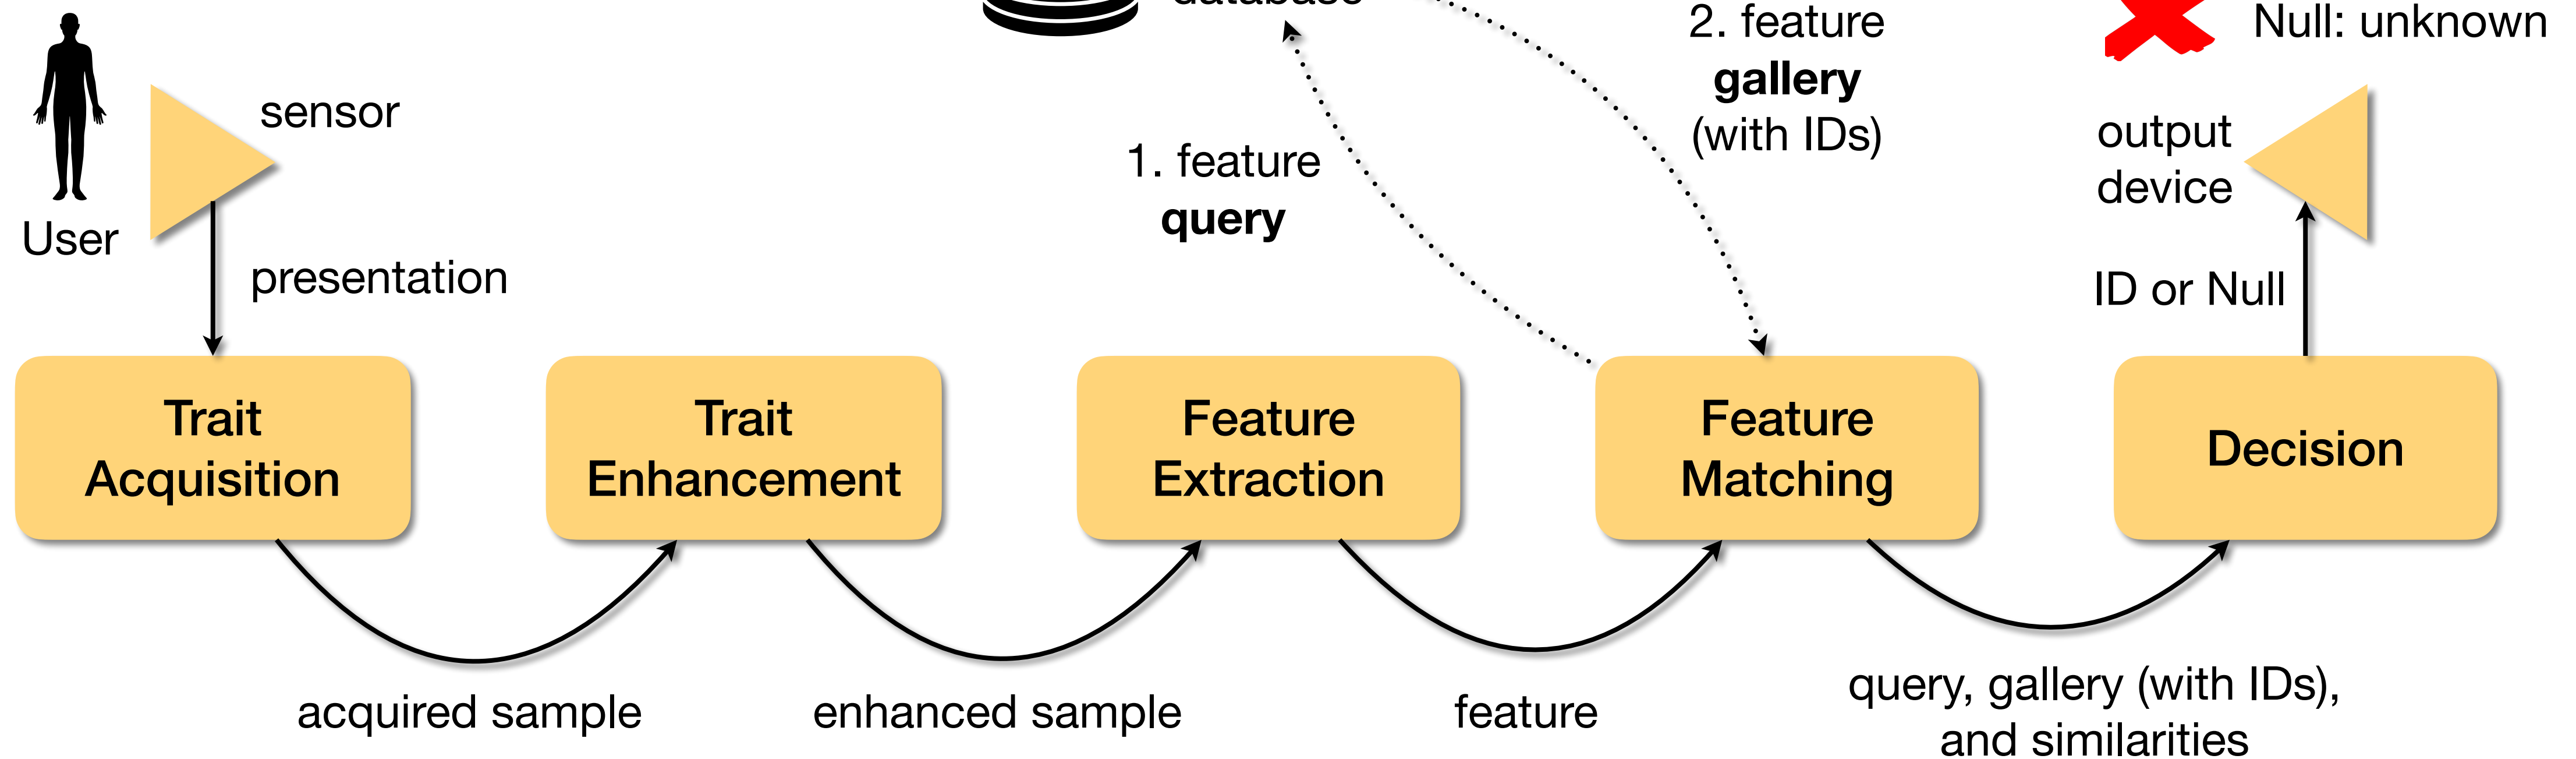 database
2. feature
gallery
(with IDs)
Null: unknown
sensor
User
presentation
1. feature
query
output
device
ID or Null
Trait
Acquisition
Trait
Enhancement
Feature
Extraction
Feature
Matching
Decision
acquired sample
enhanced sample
feature
query, gallery (with IDs),
and similarities